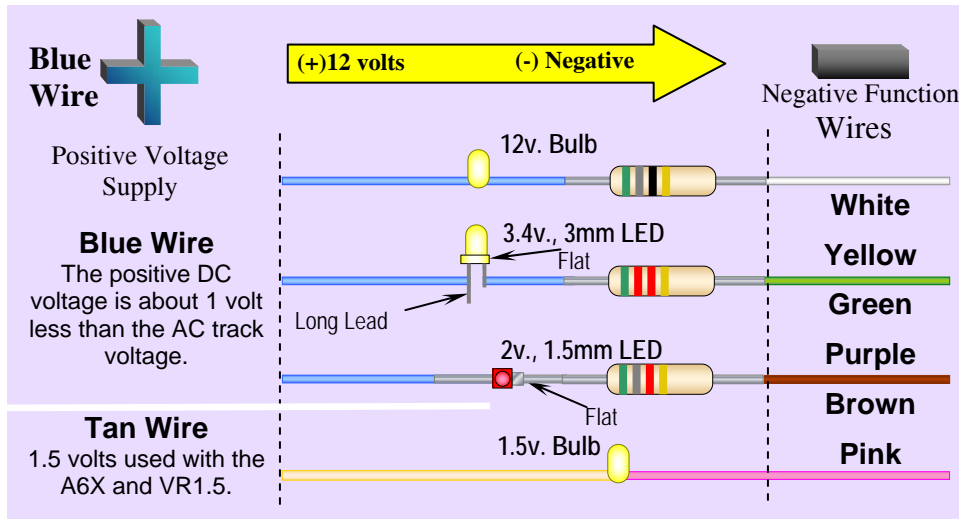 Blue
Wire
(+)12 volts (-) Negative
Negative Function
Wires
Positive Voltage
Supply
12v. Bulb
White
Blue Wire
The positive DC
voltage is about 1 volt
less than the AC track
voltage.
3.4v., 3mm LED
Flat
Long Lead
Yellow
Green
2v., 1.5mm LED
Flat
Purple
Brown
Tan Wire
1.5 volts used with the
A6X and VR1.5.
1.5v. Bulb
Pink